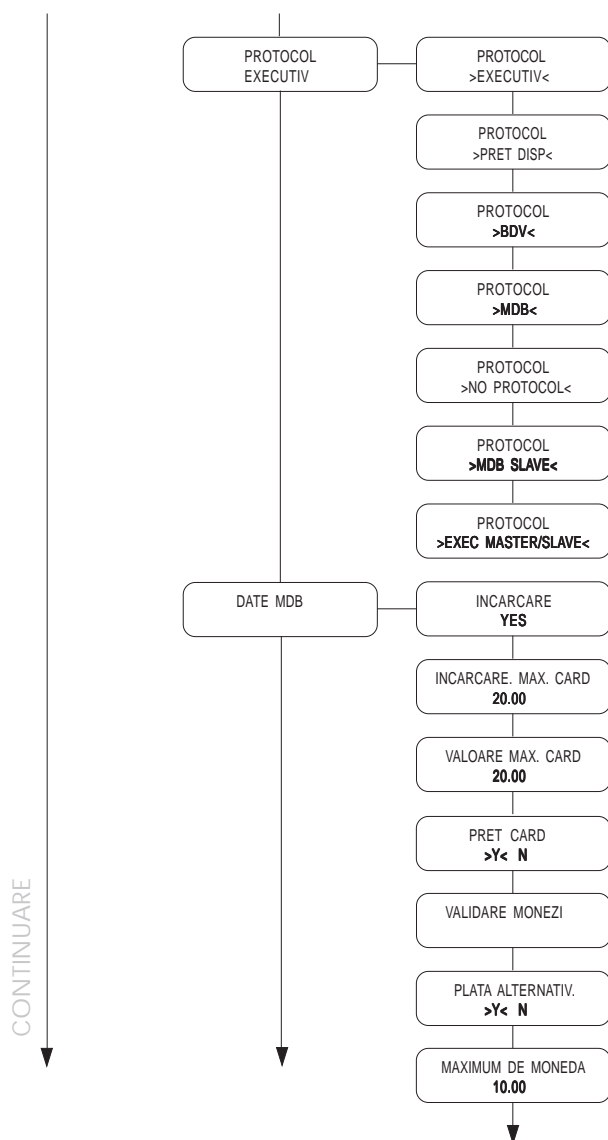 PROTOCOL
EXECUTIV
PROTOCOL
>EXECUTIV<
PROTOCOL
>PRET DISP<
PROTOCOL
>BDV<
PROTOCOL
>MDB<
PROTOCOL
>NO PROTOCOL<
PROTOCOL
>MDB SLAVE<
PROTOCOL
>EXEC MASTER/SLAVE<
DATE MDB
INCARCARE
YES
INCARCARE. MAX. CARD
20.00
VALOARE MAX. CARD
20.00
PRET CARD
>Y< N
VALIDARE MONEZI
PLATA ALTERNATIV.
>Y< N
MAXIMUM DE MONEDA
10.00
CONTINUARE